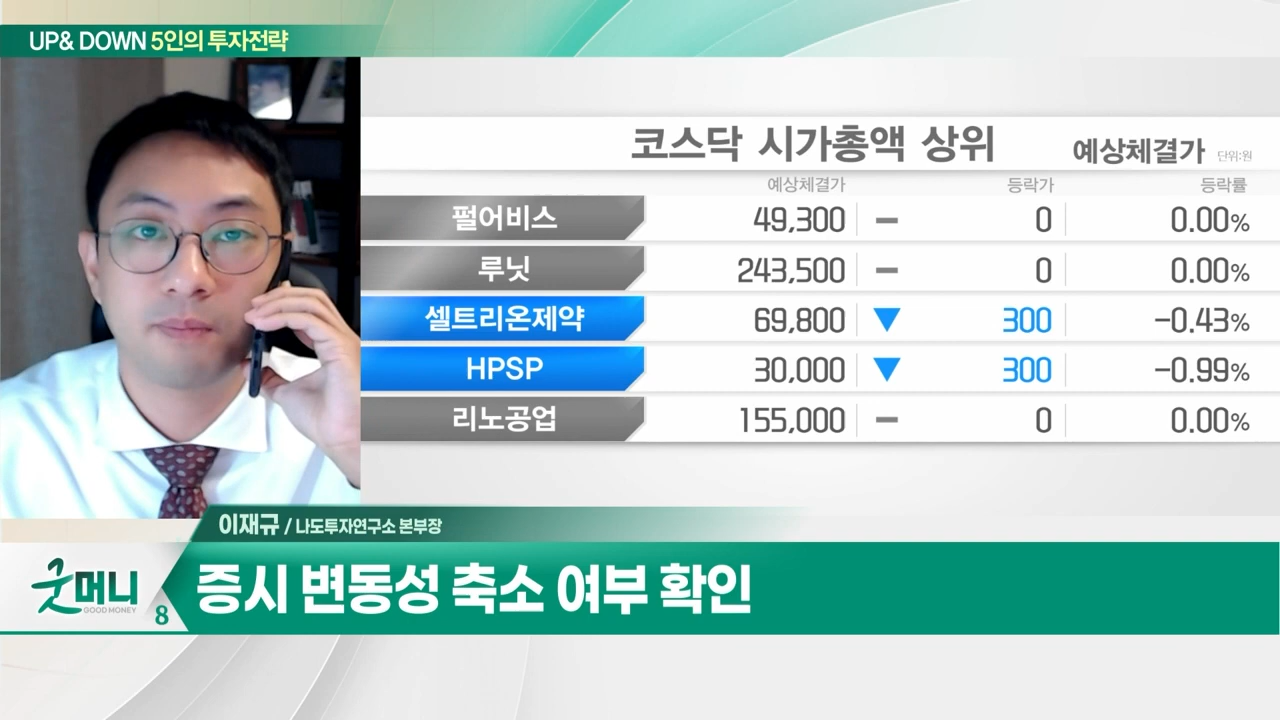 UP& DOWN 5인의 투자전략
코스닥 시가총액 상위 예상체결가 단위:원
예상체결가 등락가 등락률
펄어비스 49,300 - 0 0.00%
루닛 243,500 - 0 0.00%
셀트리온제약 69,800 ▼ 300 -0.43%
HPSP 30,000 ▼ 300 -0.99%
리노공업 155,000 - 0 0.00%
이재규 / 나도투자연구소 본부장
굿머니 GOOD MONEY 8
증시 변동성 축소 여부 확인